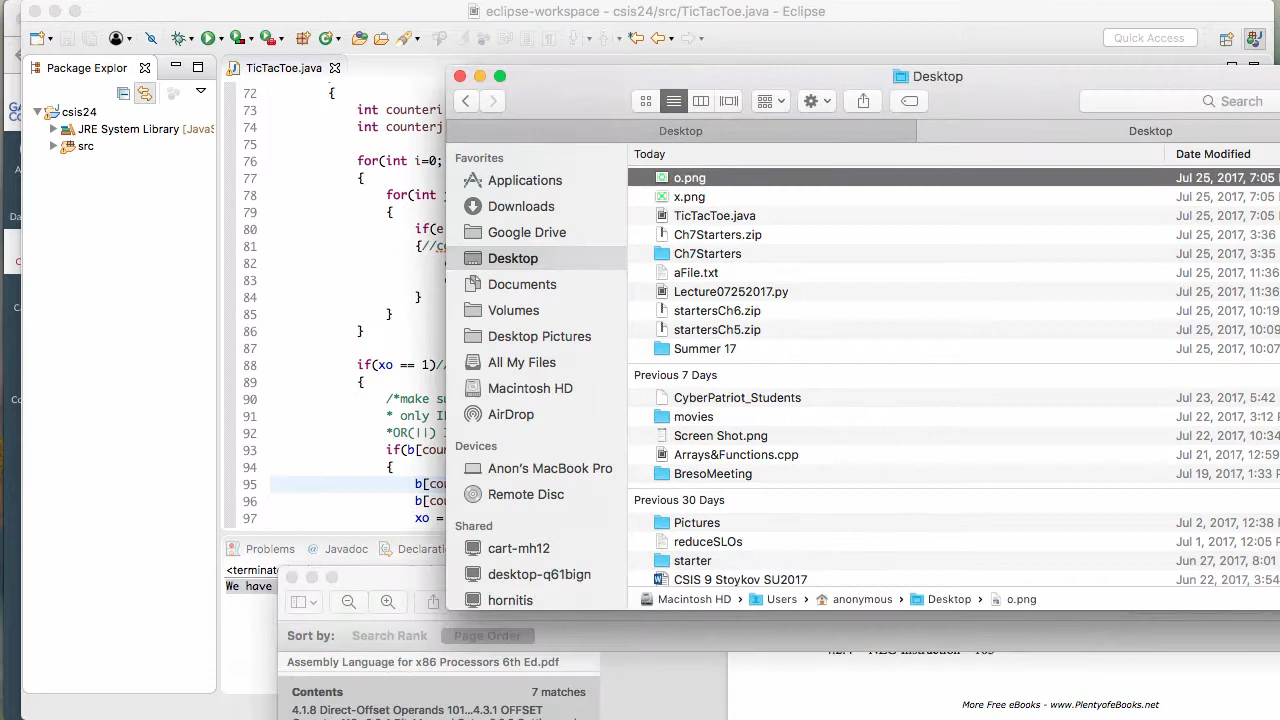 eclipse-workspace - csis24/src/TicTacToe.java - Eclipse
Quick Access
Package Explor
TicTacToe.java
csis24
JRE System Library [JavaS
src
72 {
73 int counteri
74 int counterj
75
76 for(int i=0;
77 {
78 for(int
79 {
80 if(e
81 {//co
82
83
84 }
85 }
86 }
87
88 if(xo == 1)//
89 {
90 /*make su
91 * only I
92 *OR(||)
93 if(b[cou
94 {
95 b[co
96 b[co
97 xo =
Problems
@ Javadoc
Declarati
<terminat
We have
Desktop
Search
Desktop
Desktop
Favorites
Applications
Downloads
Google Drive
Desktop
Documents
Volumes
Desktop Pictures
All My Files
Macintosh HD
AirDrop
Devices
Anon's MacBook Pro
Remote Disc
Shared
cart-mh12
desktop-q61bign
hornitis
Today Date Modified
o.png Jul 25, 2017, 7:05
x.png Jul 25, 2017, 7:05
TicTacToe.java Jul 25, 2017, 7:05
Ch7Starters.zip Jul 25, 2017, 3:36
Ch7Starters Jul 25, 2017, 3:35
aFile.txt Jul 25, 2017, 11:36
Lecture07252017.py Jul 25, 2017, 11:36
startersCh6.zip Jul 25, 2017, 10:19
startersCh5.zip Jul 25, 2017, 10:19
Summer 17 Jul 25, 2017, 10:07
Previous 7 Days
CyberPatriot_Students Jul 23, 2017, 5:42
movies Jul 22, 2017, 3:12
Screen Shot.png Jul 22, 2017, 10:34
Arrays&Functions.cpp Jul 21, 2017, 12:59
BresoMeeting Jul 19, 2017, 1:33
Previous 30 Days
Pictures Jul 2, 2017, 12:38
reduceSLOs Jul 1, 2017, 12:05
starter Jun 27, 2017, 8:01
CSIS 9 Stoykov SU2017 Jun 22, 2017, 3:54
Macintosh HD › Users › anonymous › Desktop › o.png
Sort by: Search Rank Page Order
Assembly Language for x86 Processors 6th Ed.pdf
Contents 7 matches
4.1.8 Direct-Offset Operands 101...4.3.1 OFFSET
More Free eBooks - www.PlentyofeBooks.net